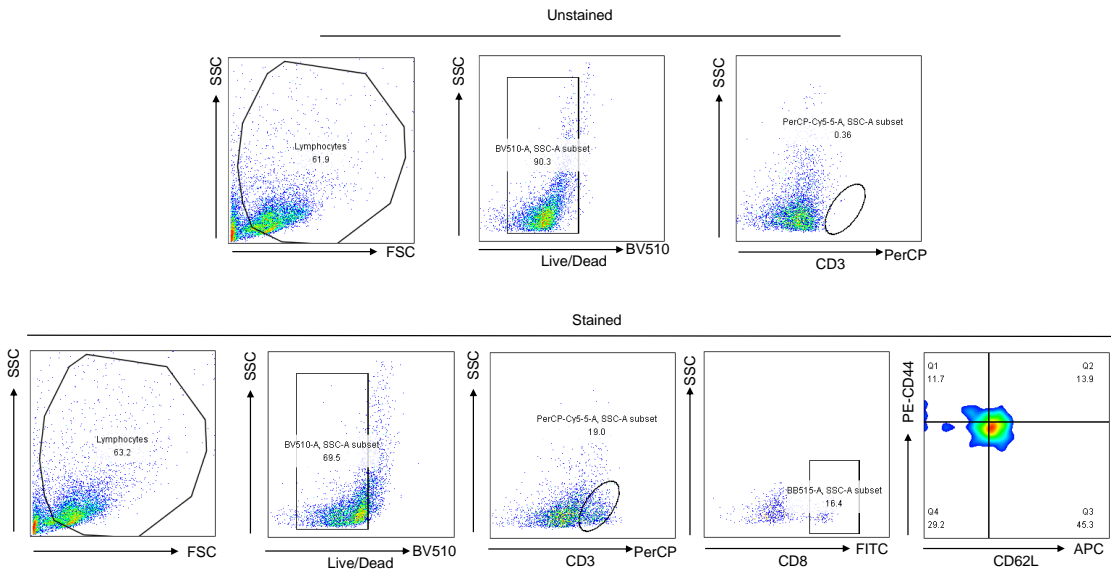 Unstained
SSC
Lymphocytes
61.9
FSC
SSC
BV510-A, SSC-A subset
90.3
BV510
Live/Dead
SSC
PerCP-Cy5-5-A, SSC-A subset
0.36
PerCP
CD3
Stained
SSC
Lymphocytes
63.2
FSC
SSC
BV510-A, SSC-A subset
69.5
BV510
Live/Dead
SSC
PerCP-Cy5-5-A, SSC-A subset
19.0
PerCP
CD3
SSC
BB515-A, SSC-A subset
16.4
FITC
CD8
PE-CD44
Q1
11.7
Q2
13.9
Q4
29.2
Q3
45.3
APC
CD62L